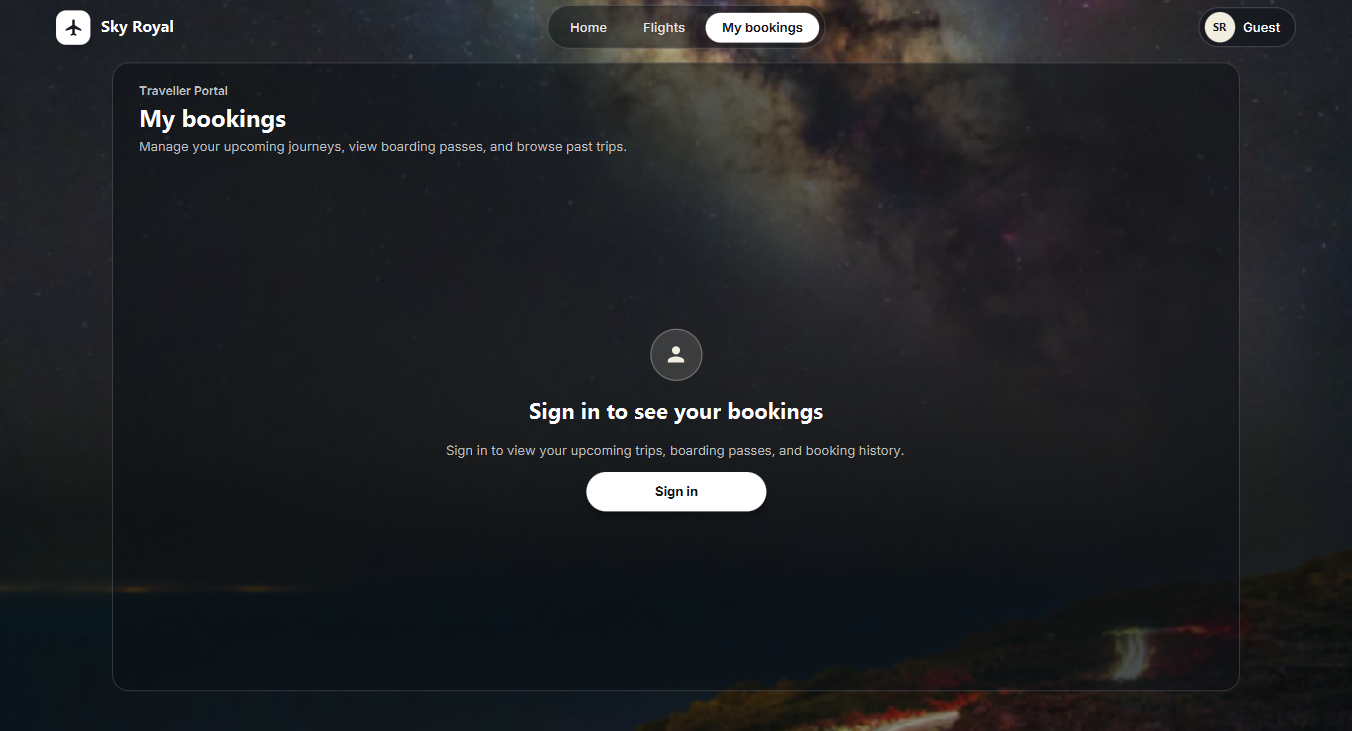 Sky Royal
Home
Flights
My bookings
SR
Guest
Traveller Portal
My bookings
Manage your upcoming journeys, view boarding passes, and browse past trips.
Sign in to see your bookings
Sign in to view your upcoming trips, boarding passes, and booking history.
Sign in